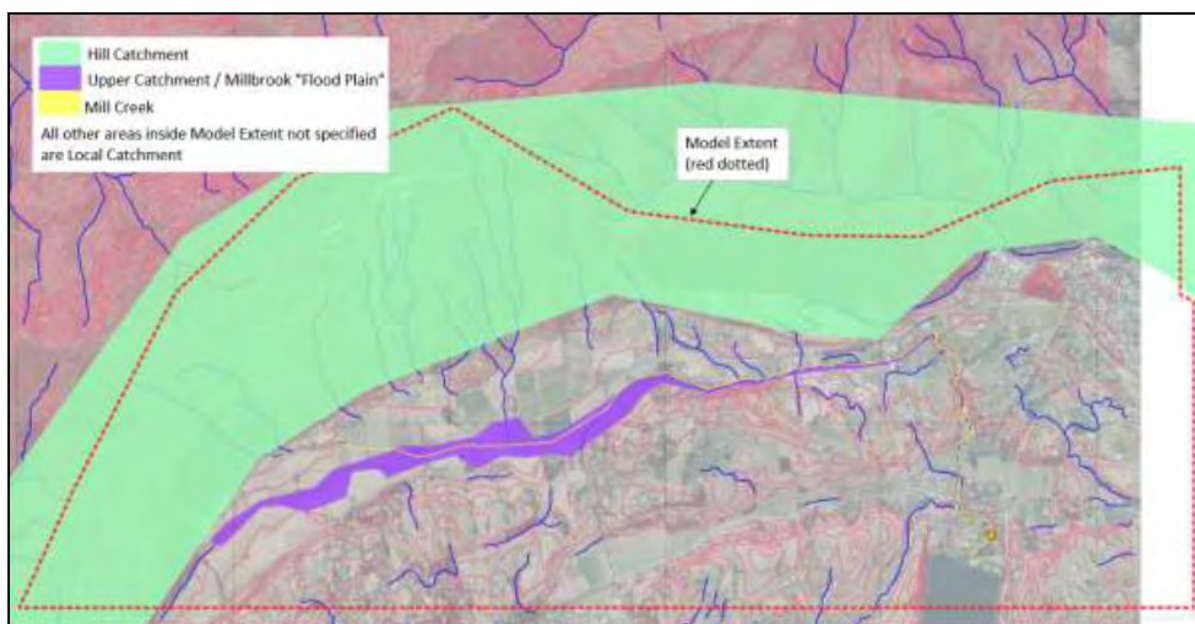 Hill Catchment
Upper Catchment / Millbrook "Flood Plain"
Mill Creek
All other areas inside Model Extent not specified
are Local Catchment
Model Extent
(red dotted)